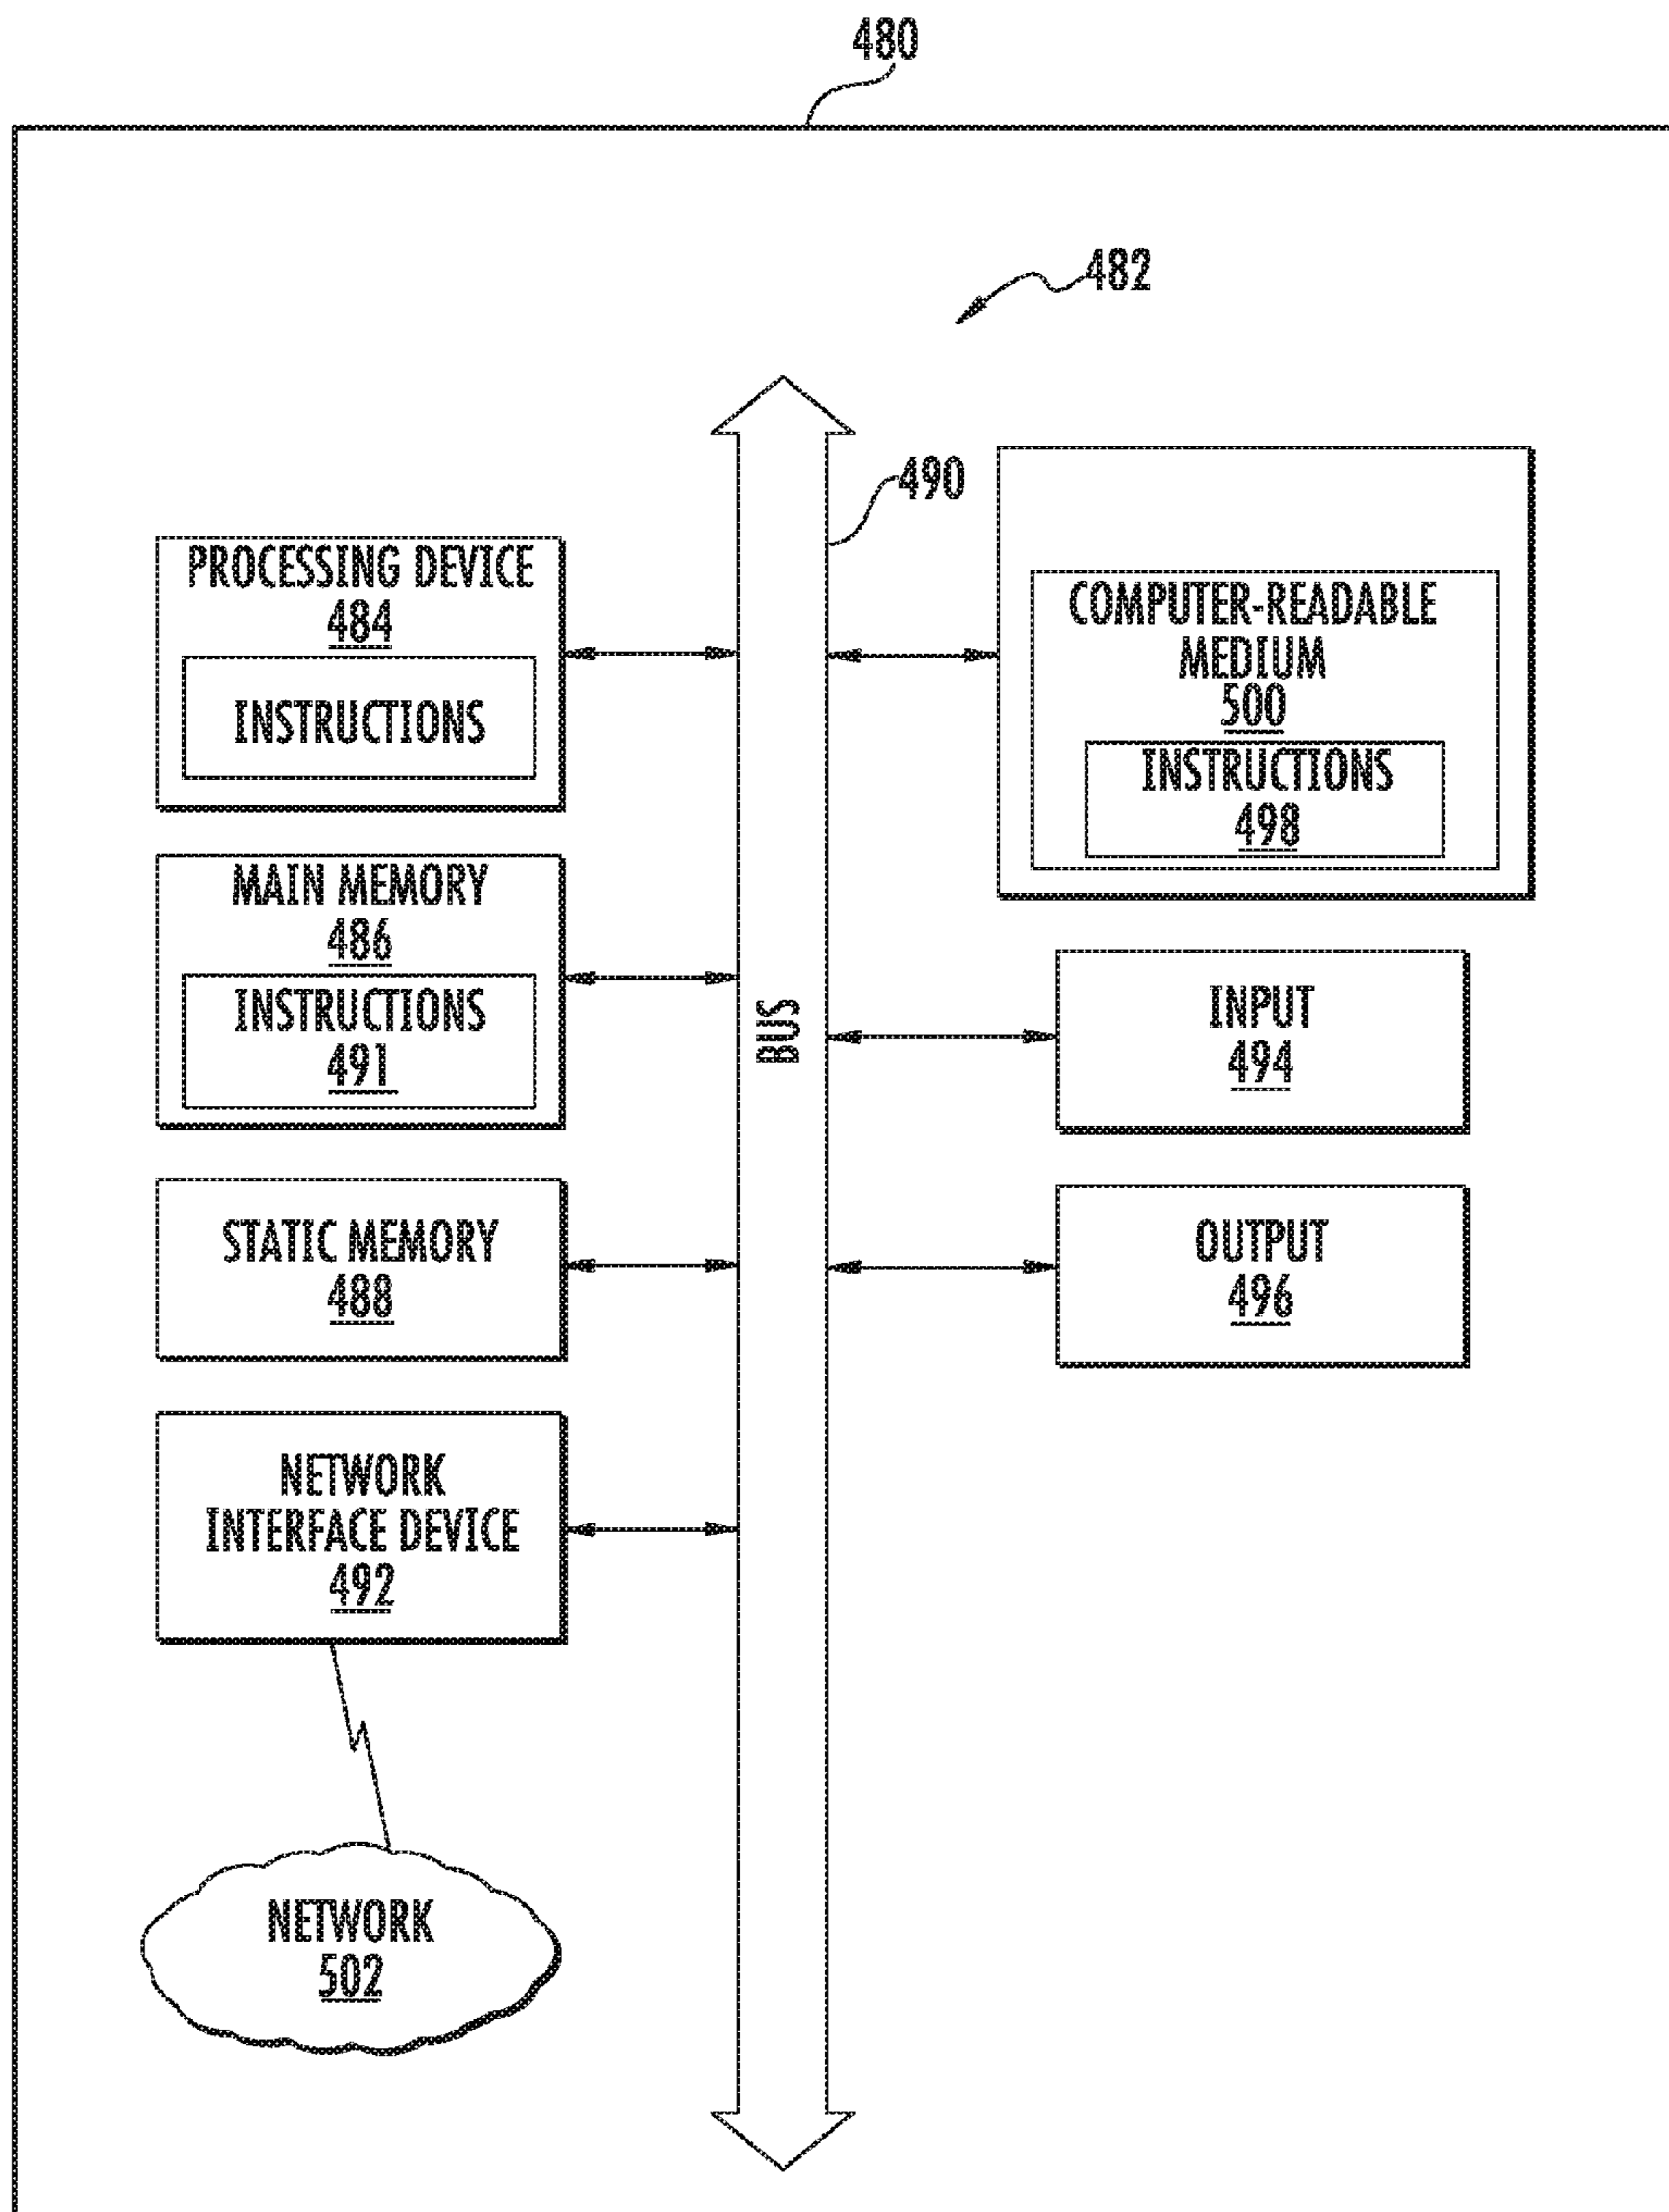 480
482
490
PROCESSING DEVICE
484
INSTRUCTIONS
MAIN MEMORY
486
INSTRUCTIONS
491
STATIC MEMORY
488
NETWORK
INTERFACE DEVICE
492
NETWORK
502
BUS
COMPUTER-READABLE
MEDIUM
500
INSTRUCTIONS
498
INPUT
494
OUTPUT
496